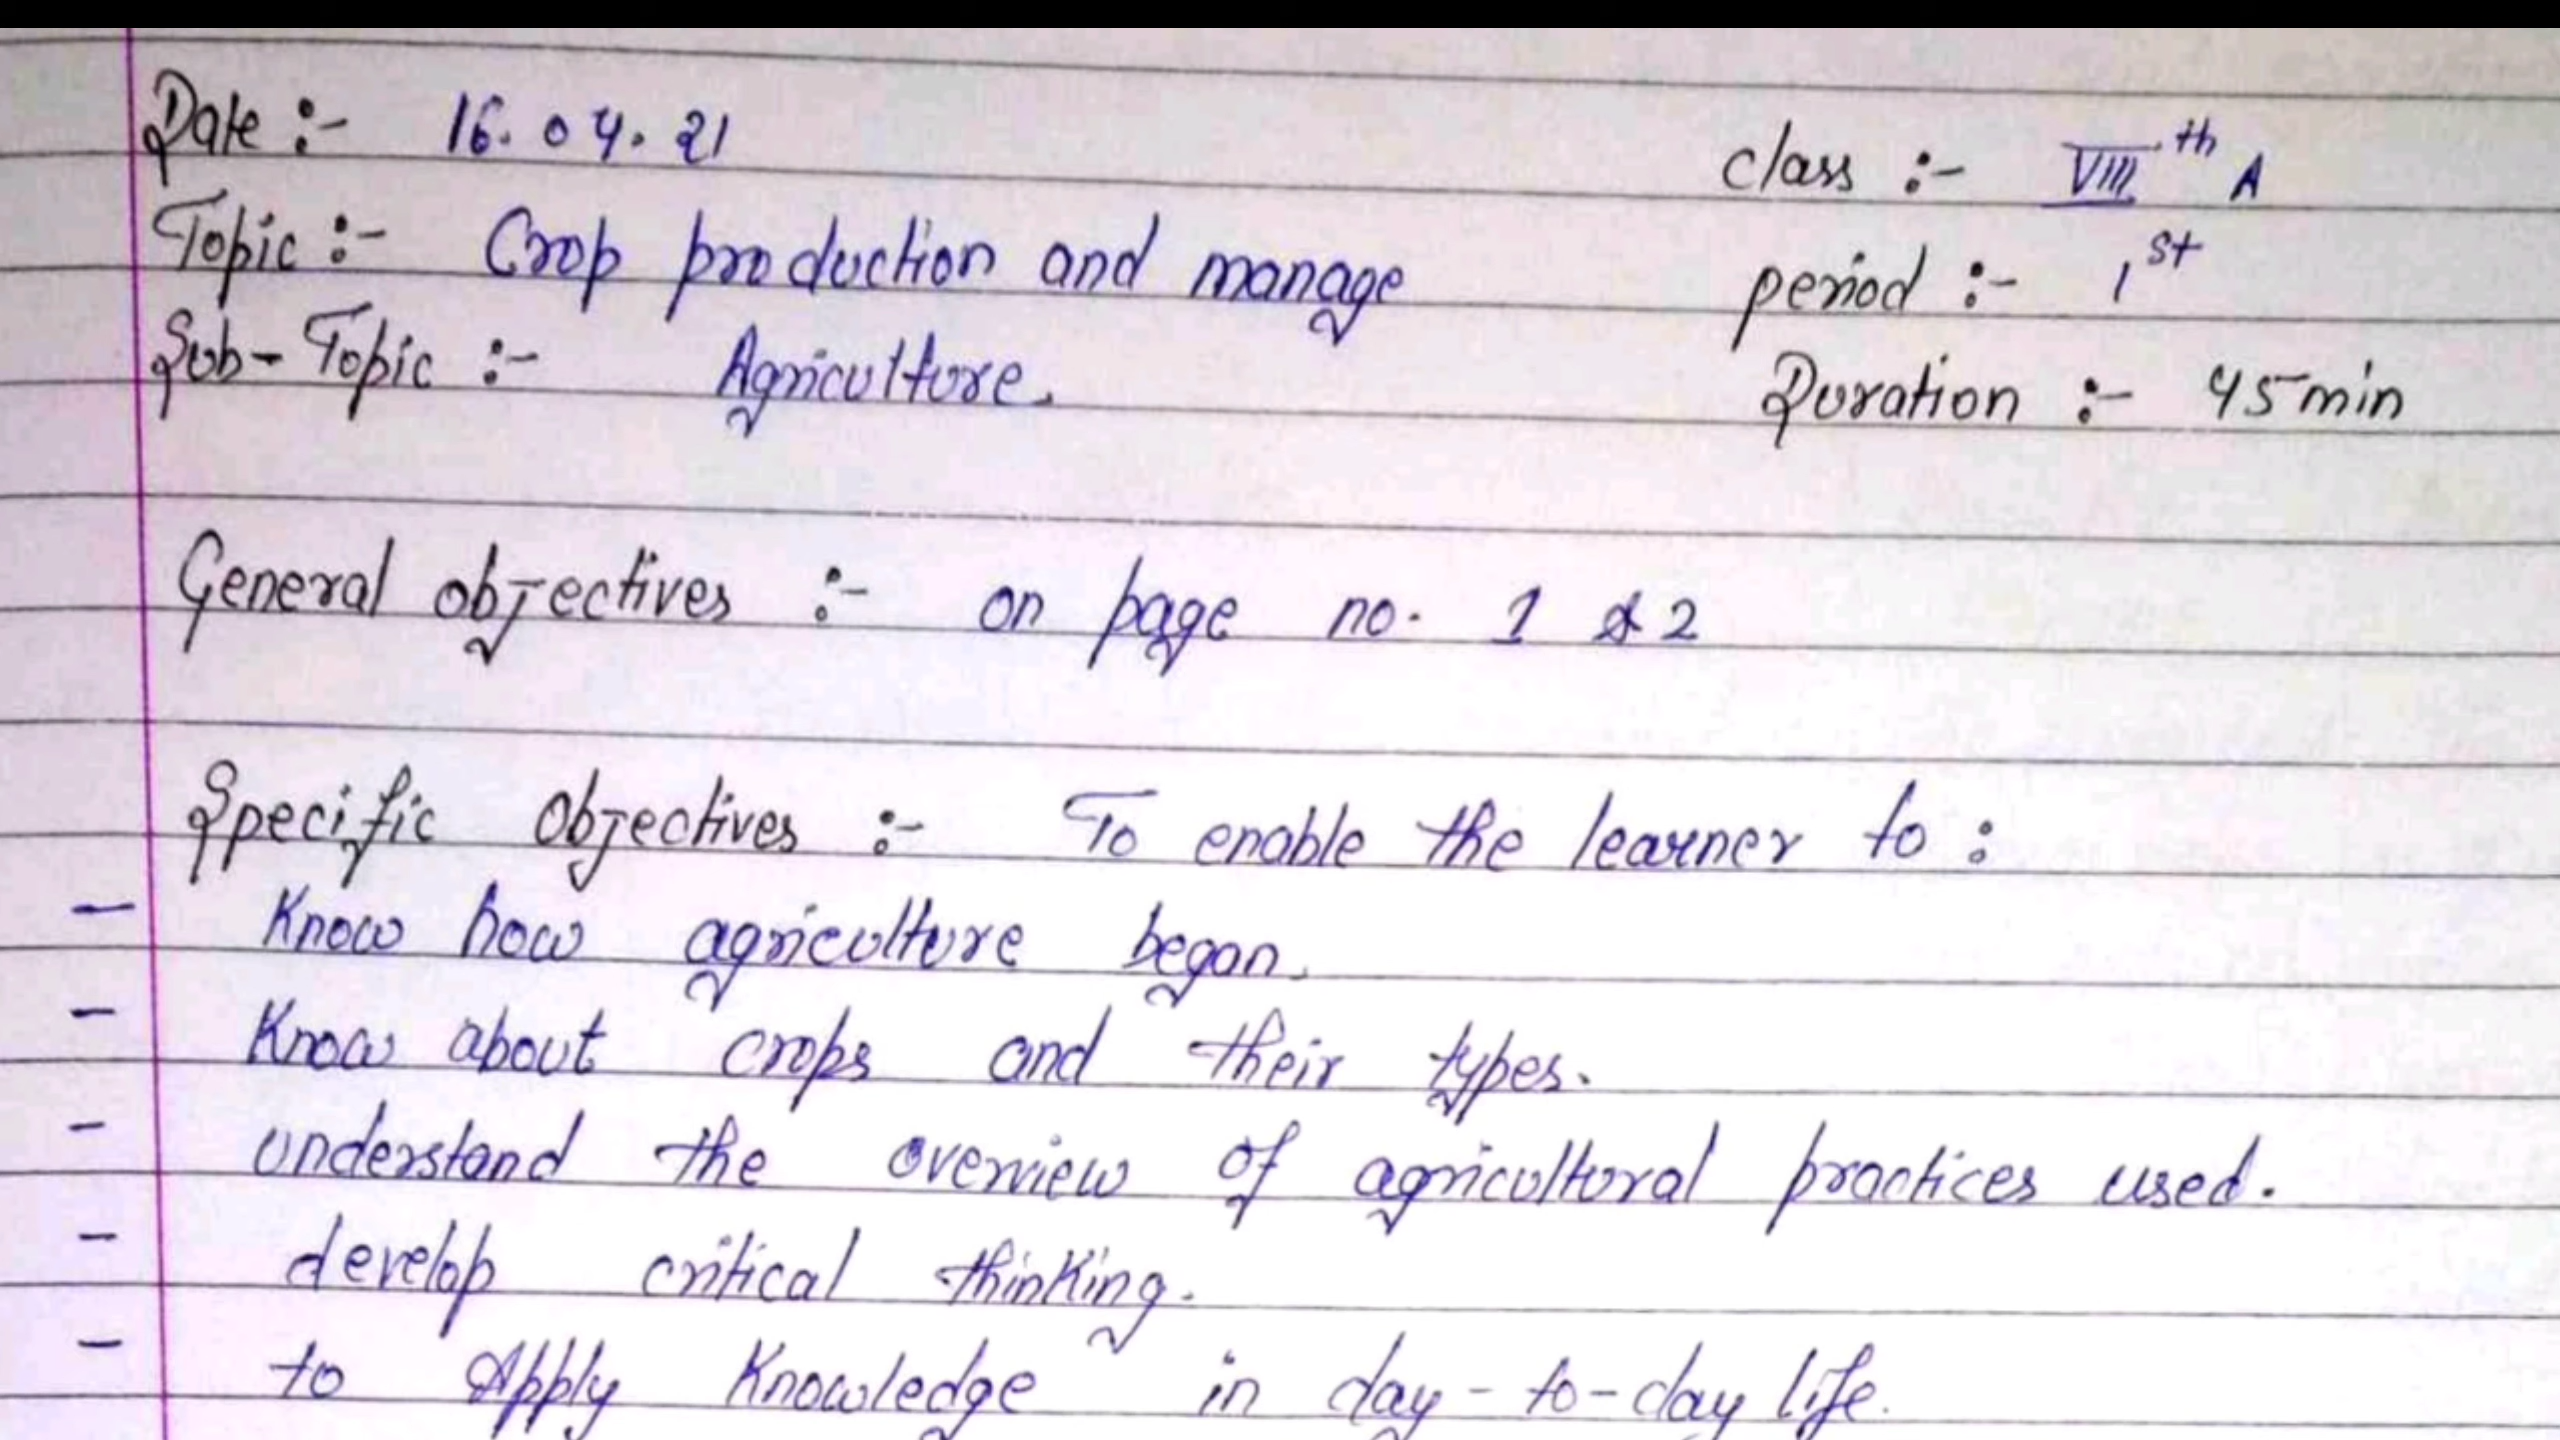 Date :- 16.04.21
class :- VIII th A
Topic :- Crop production and manage
period :- 1st
Sub-Topic :- Agriculture.
Duration :- 45 min
General objectives :- on page no. 1 & 2
Specific Objectives :- To enable the learner to :
- Know how agriculture began.
- Know about crops and their types.
- understand the overview of agricultural practices used.
- develop critical thinking.
- to Apply Knowledge in day-to-day life.